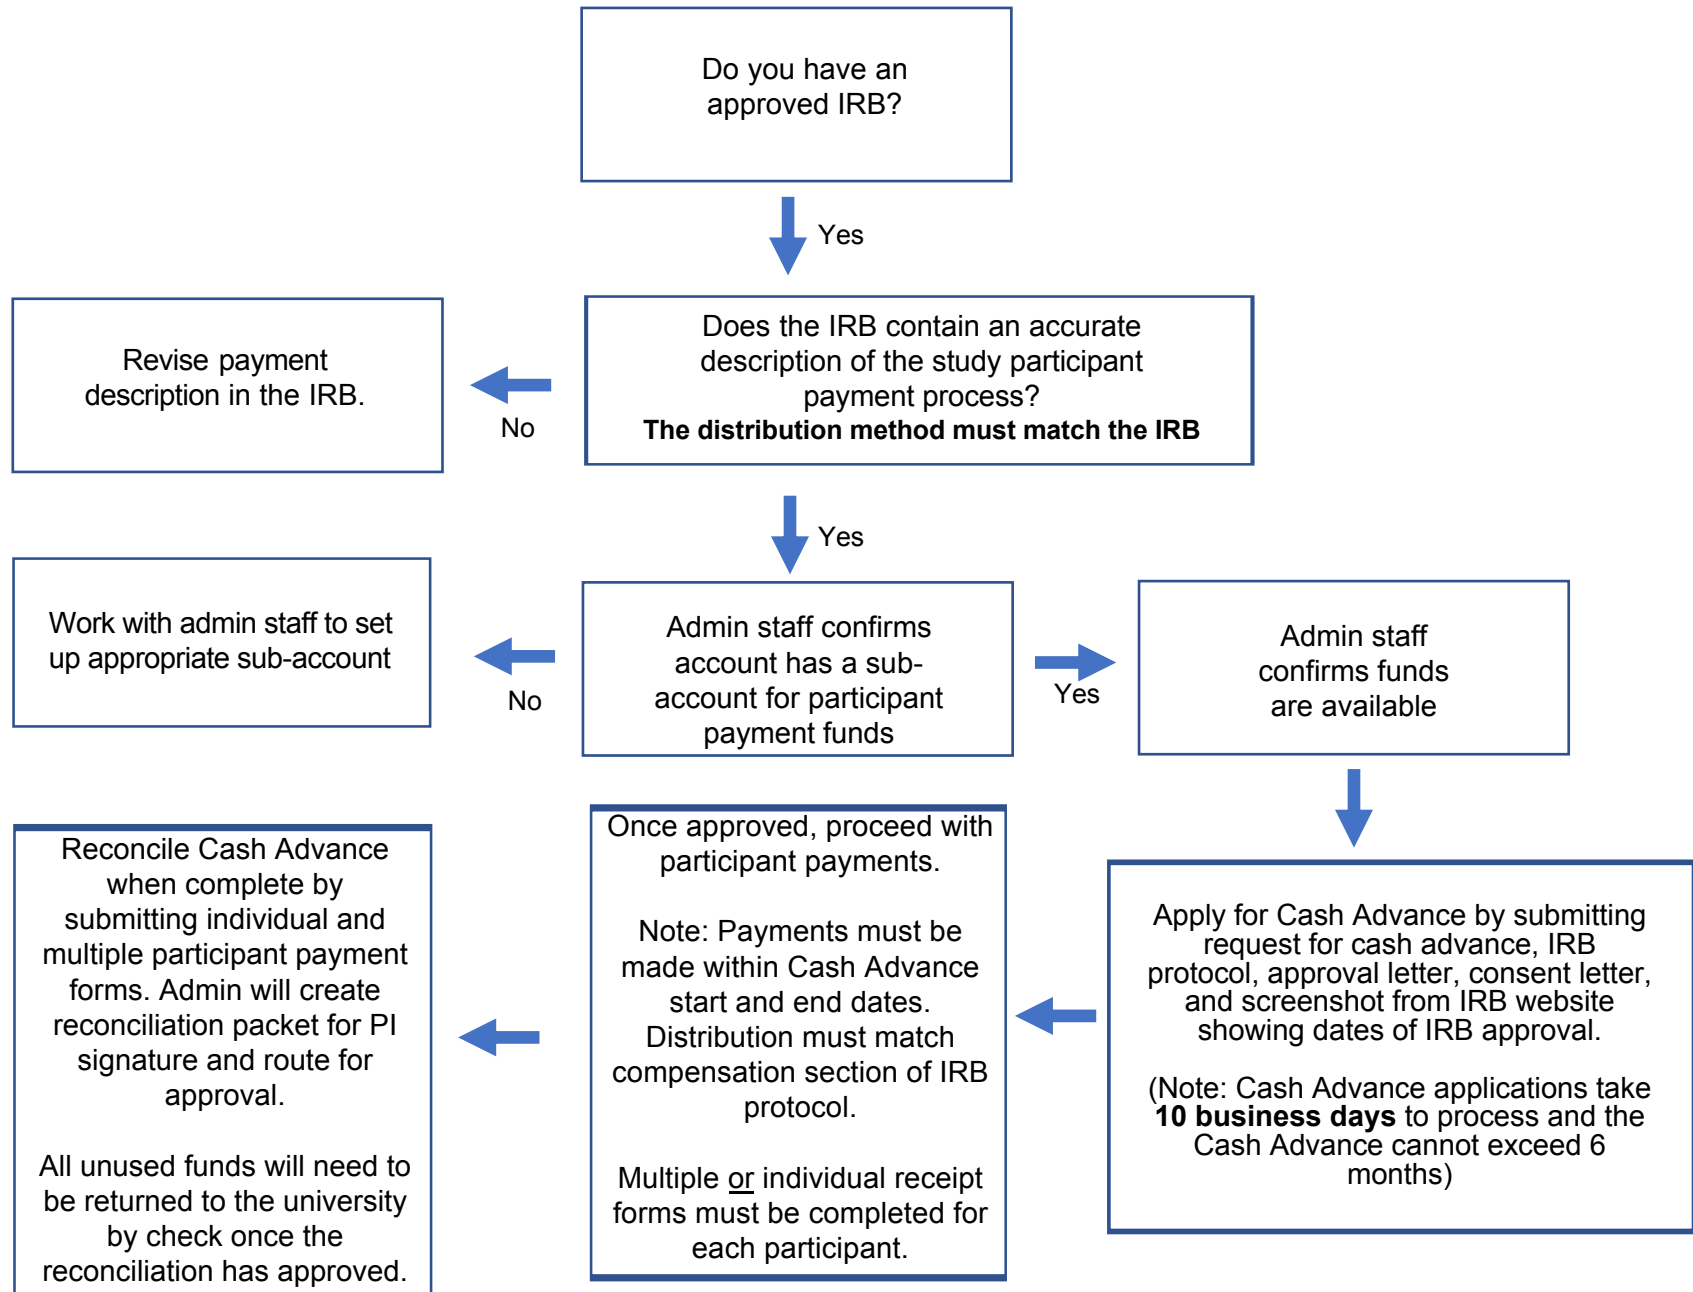 Do you have an
approved IRB?
Yes
Revise payment
description in the IRB.
No
Does the IRB contain an accurate
description of the study participant
payment process?
The distribution method must match the IRB
Yes
Work with admin staff to set
up appropriate sub-account
No
Admin staff confirms
account has a sub-
account for participant
payment funds
Yes
Admin staff
confirms funds
are available
Reconcile Cash Advance
when complete by
submitting individual and
multiple participant payment
forms. Admin will create
reconciliation packet for PI
signature and route for
approval.
All unused funds will need to
be returned to the university
by check once the
reconciliation has approved.
Once approved, proceed with
participant payments.
Note: Payments must be
made within Cash Advance
start and end dates.
Distribution must match
compensation section of IRB
protocol.
Multiple or individual receipt
forms must be completed for
each participant.
Apply for Cash Advance by submitting
request for cash advance, IRB
protocol, approval letter, consent letter,
and screenshot from IRB website
showing dates of IRB approval.
(Note: Cash Advance applications take
10 business days to process and the
Cash Advance cannot exceed 6
months)